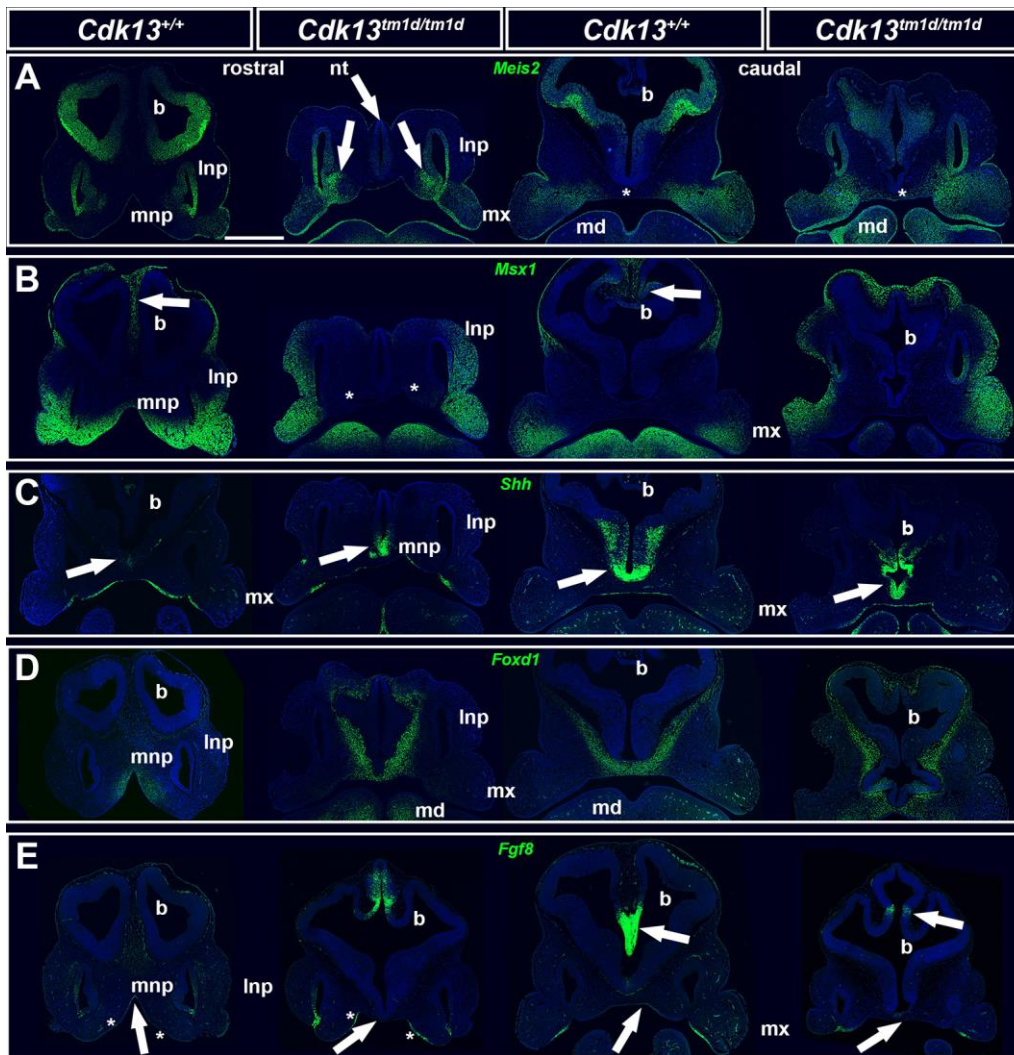 Cdk13+/+ Cdk13tm1d/tm1d Cdk13+/+ Cdk13tm1d/tm1d
A rostral nt Meis2 caudal
b b
lnp lnp
mnp mx * md *
B Msx1
b b b
lnp lnp
mnp * * mx
C Shh
b b b
lnp
mnp
mx mx
D Foxd1
b b b
lnp lnp
mnp
mx
md md
E Fgf8
b b b b
mnp lnp
* * * * mx